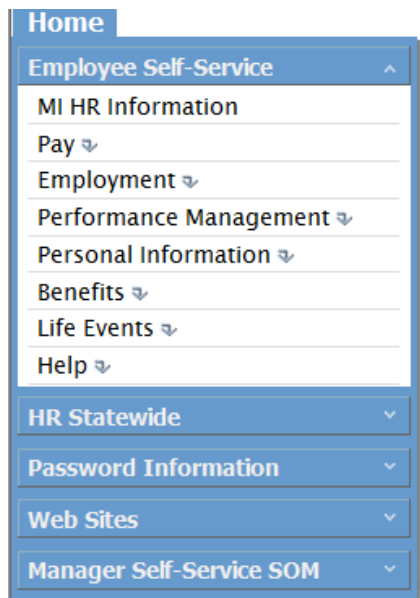 Home
Employee Self-Service
MI HR Information
Pay
Employment
Performance Management
Personal Information
Benefits
Life Events
Help
HR Statewide
Password Information
Web Sites
Manager Self-Service SOM